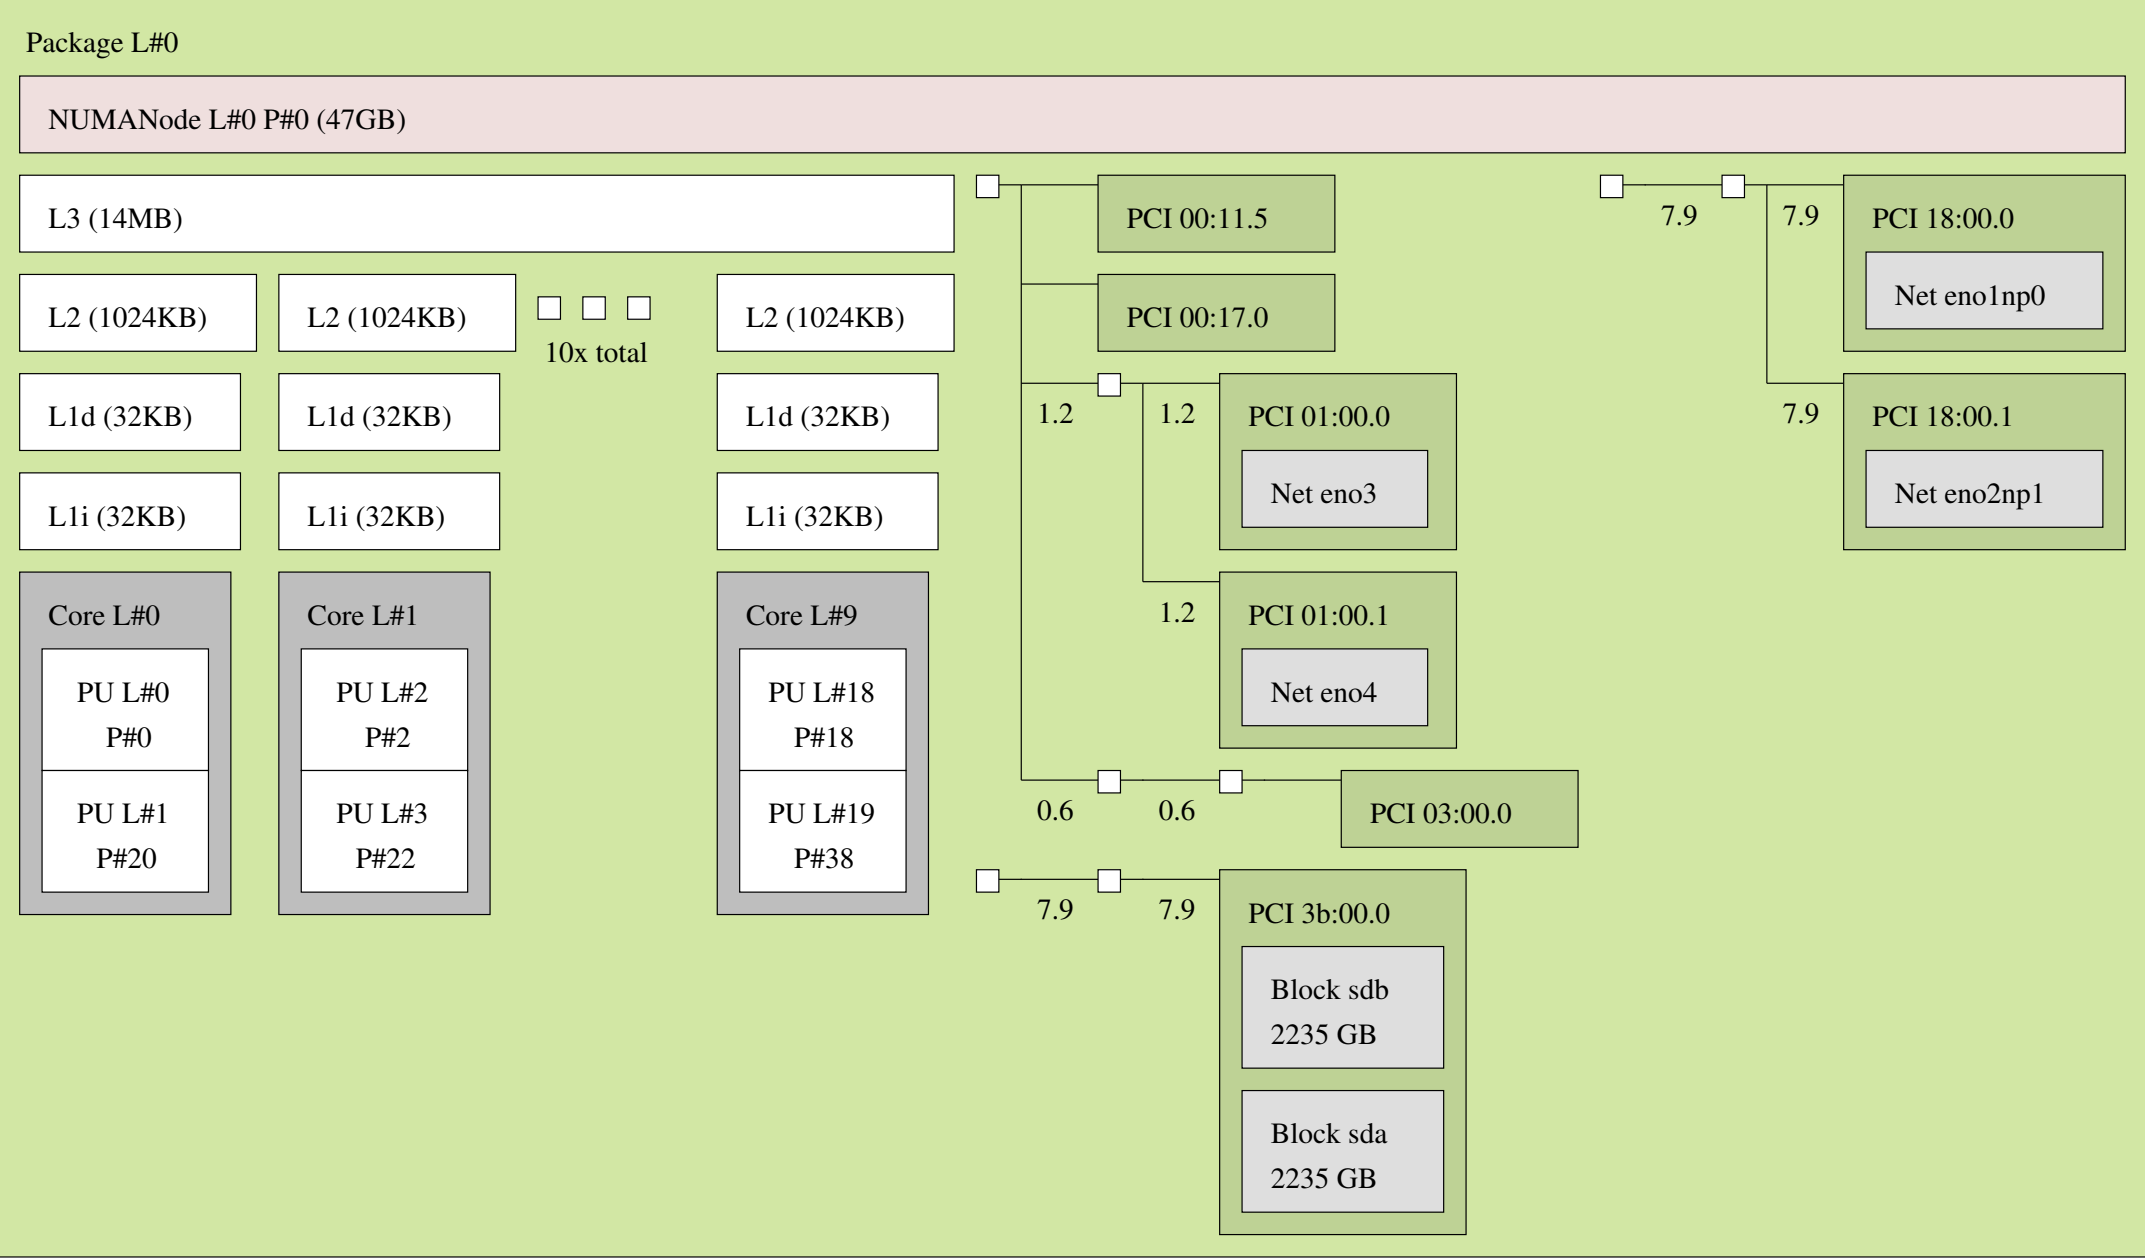 Package L#0
NUMANode L#0 P#0 (47GB)
L3 (14MB)
L2 (1024KB)
L2 (1024KB)
10x total
L2 (1024KB)
L1d (32KB)
L1d (32KB)
L1d (32KB)
L1i (32KB)
L1i (32KB)
L1i (32KB)
Core L#0
PU L#0
P#0
PU L#1
P#20
Core L#1
PU L#2
P#2
PU L#3
P#22
Core L#9
PU L#18
P#18
PU L#19
P#38
PCI 00:11.5
PCI 00:17.0
1.2
1.2
PCI 01:00.0
Net eno3
1.2
PCI 01:00.1
Net eno4
0.6
0.6
PCI 03:00.0
7.9
7.9
PCI 3b:00.0
Block sdb
2235 GB
Block sda
2235 GB
7.9
7.9
PCI 18:00.0
Net eno1np0
7.9
PCI 18:00.1
Net eno2np1